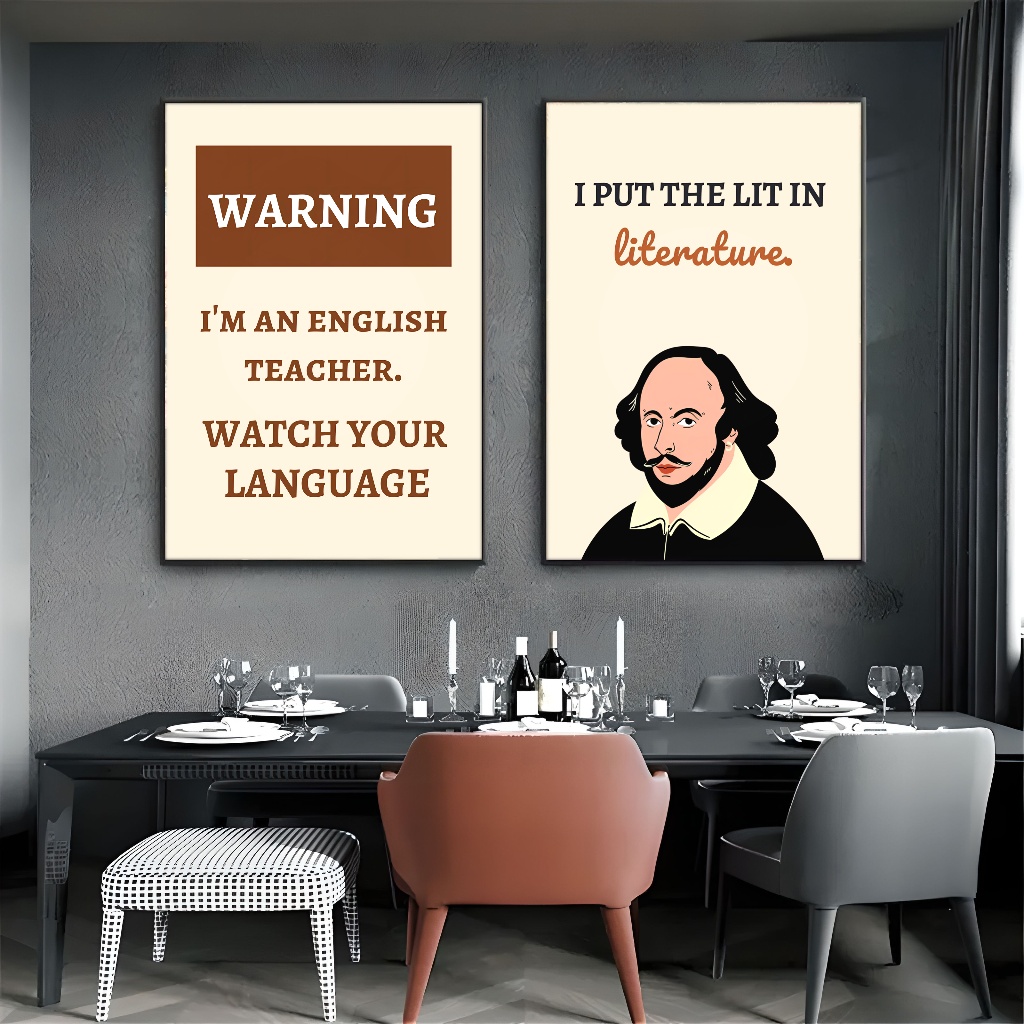 WARNING
I'M AN ENGLISH
TEACHER.
WATCH YOUR
LANGUAGE
I PUT THE LIT IN
literature.